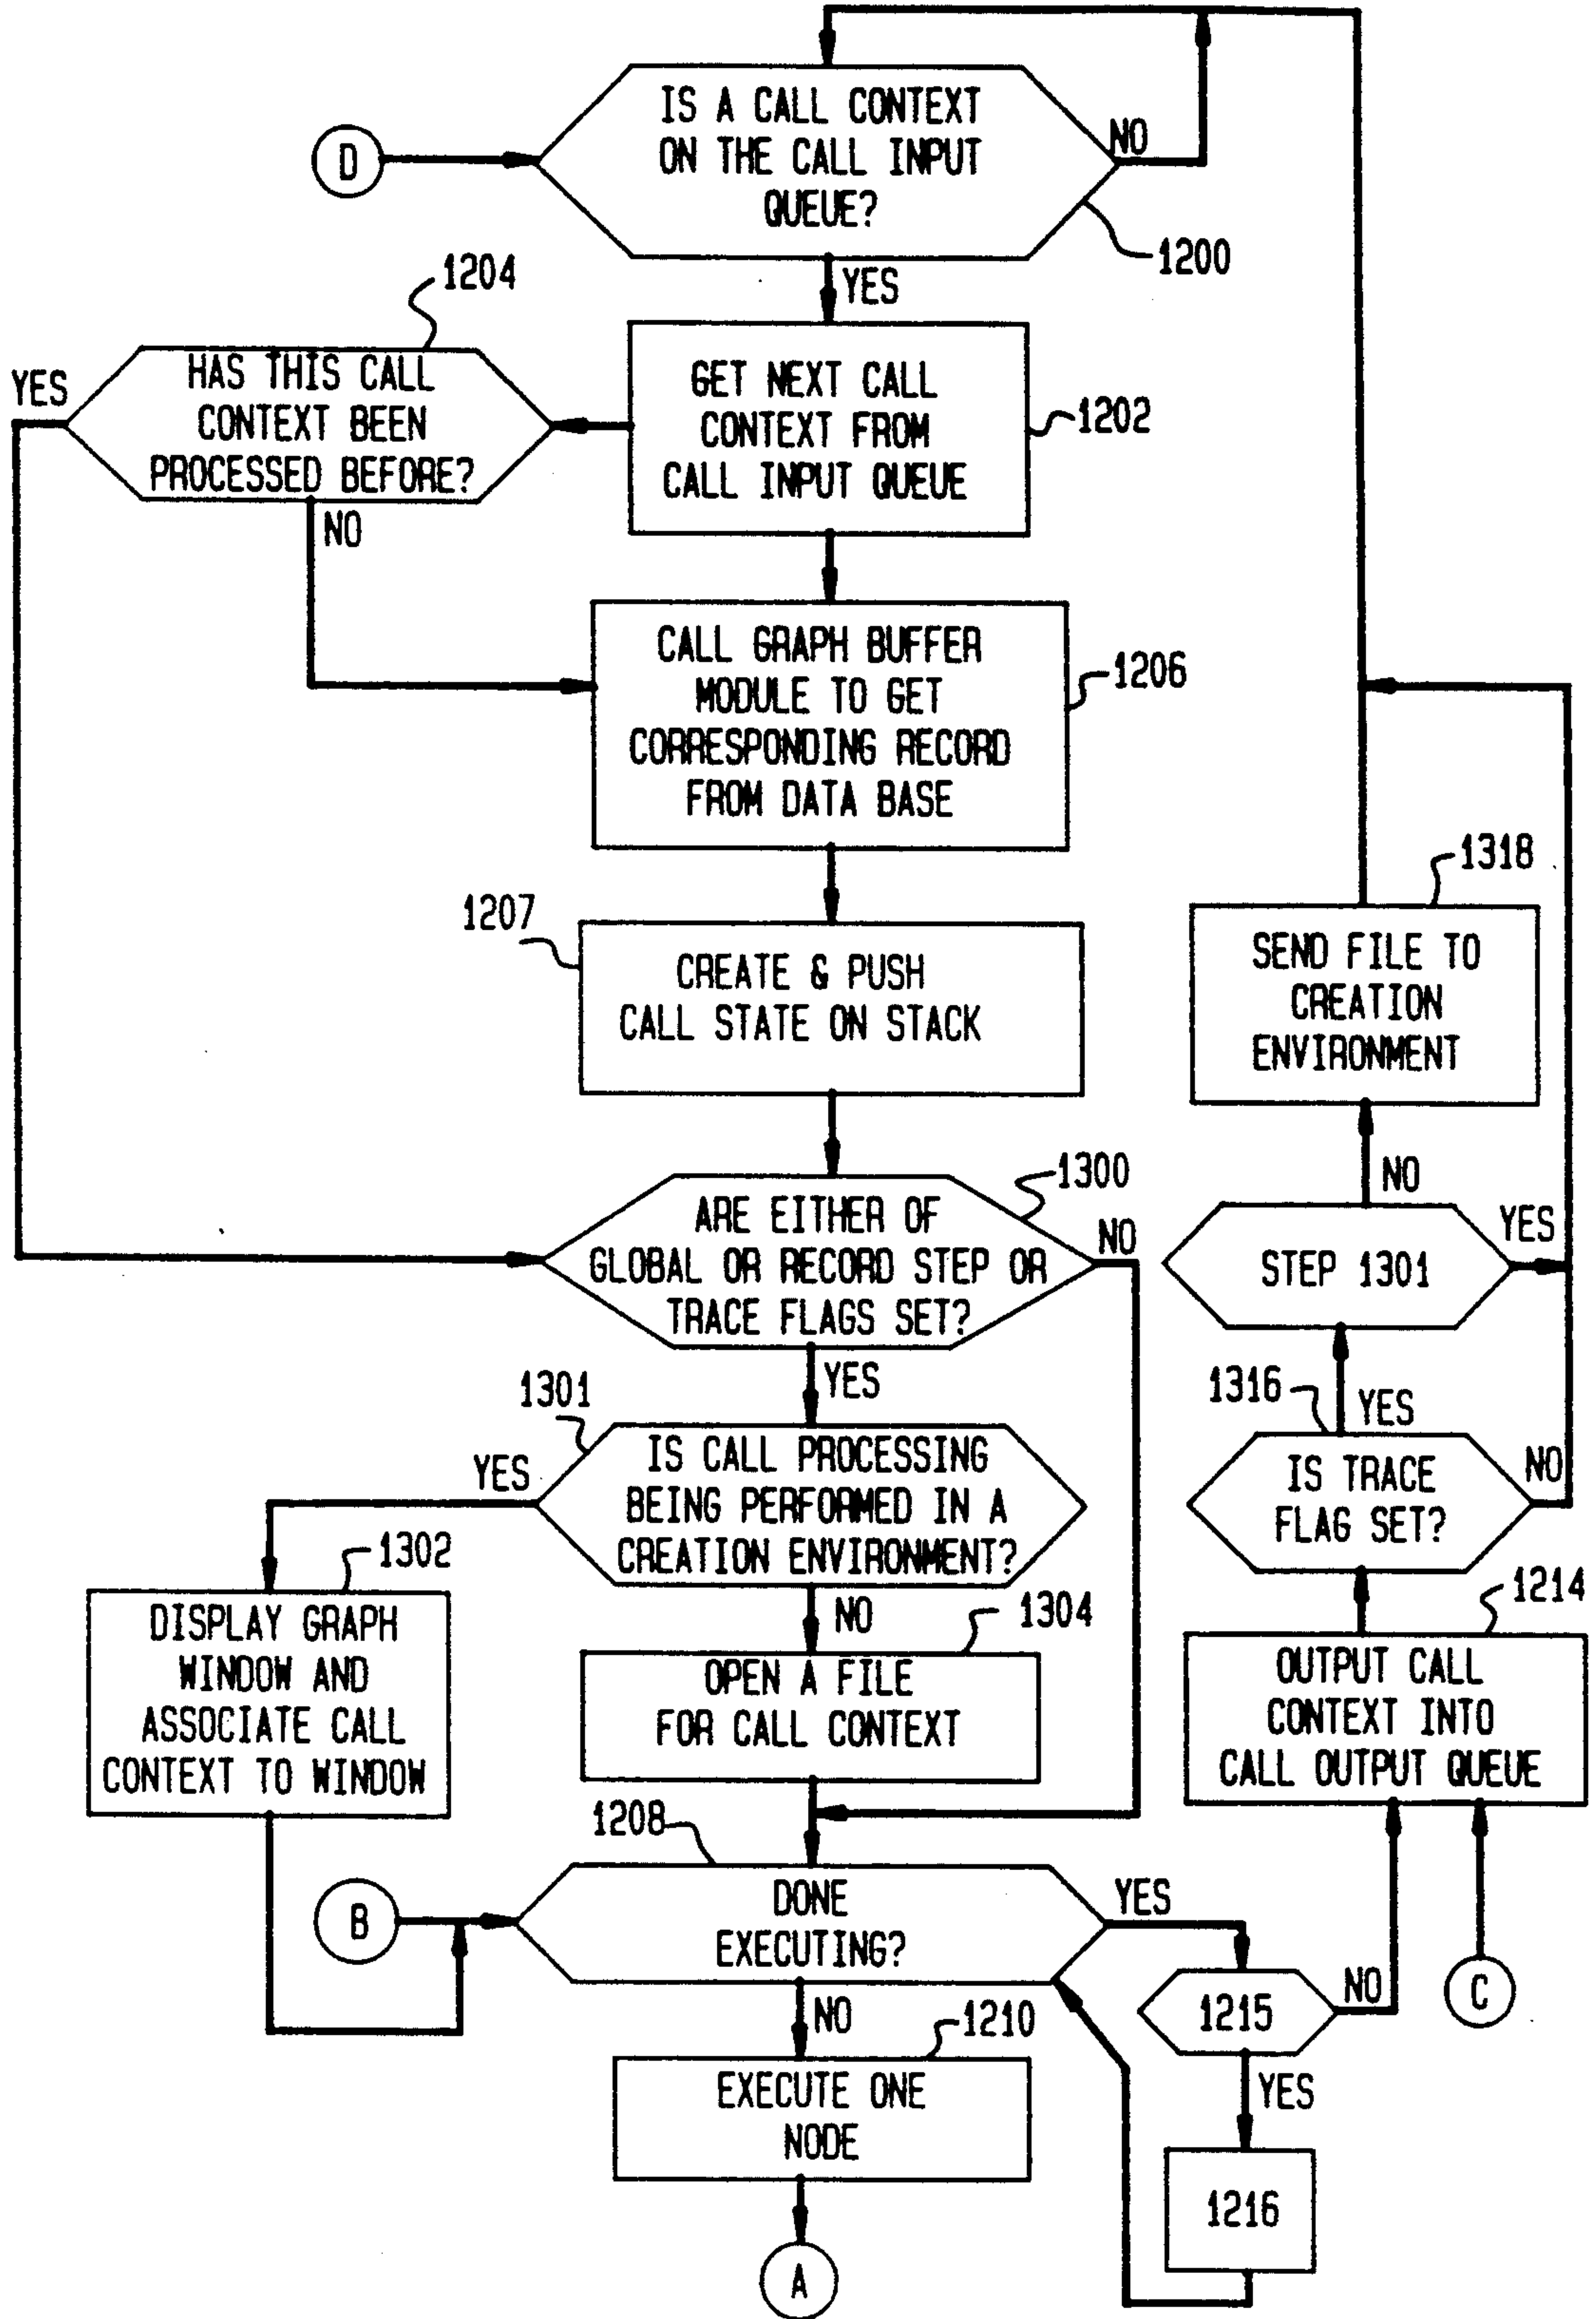 IS A CALL CONTEXT
ON THE CALL INPUT
QUEUE?
D
NO
1200
YES
1204
HAS THIS CALL
CONTEXT BEEN
PROCESSED BEFORE?
YES
NO
GET NEXT CALL
CONTEXT FROM
CALL INPUT QUEUE
1202
CALL GRAPH BUFFER
MODULE TO GET
CORRESPONDING RECORD
FROM DATA BASE
1206
1207
CREATE & PUSH
CALL STATE ON STACK
1318
SEND FILE TO
CREATION
ENVIRONMENT
NO
1300
ARE EITHER OF
GLOBAL OR RECORD STEP OR
TRACE FLAGS SET?
NO
YES
STEP 1301
YES
1301
IS CALL PROCESSING
BEING PERFORMED IN A
CREATION ENVIRONMENT?
YES
NO
1316
YES
IS TRACE
FLAG SET?
NO
1302
DISPLAY GRAPH
WINDOW AND
ASSOCIATE CALL
CONTEXT TO WINDOW
1304
OPEN A FILE
FOR CALL CONTEXT
1214
OUTPUT CALL
CONTEXT INTO
CALL OUTPUT QUEUE
1208
B
DONE
EXECUTING?
YES
NO
1215
NO
C
YES
1210
EXECUTE ONE
NODE
1216
A